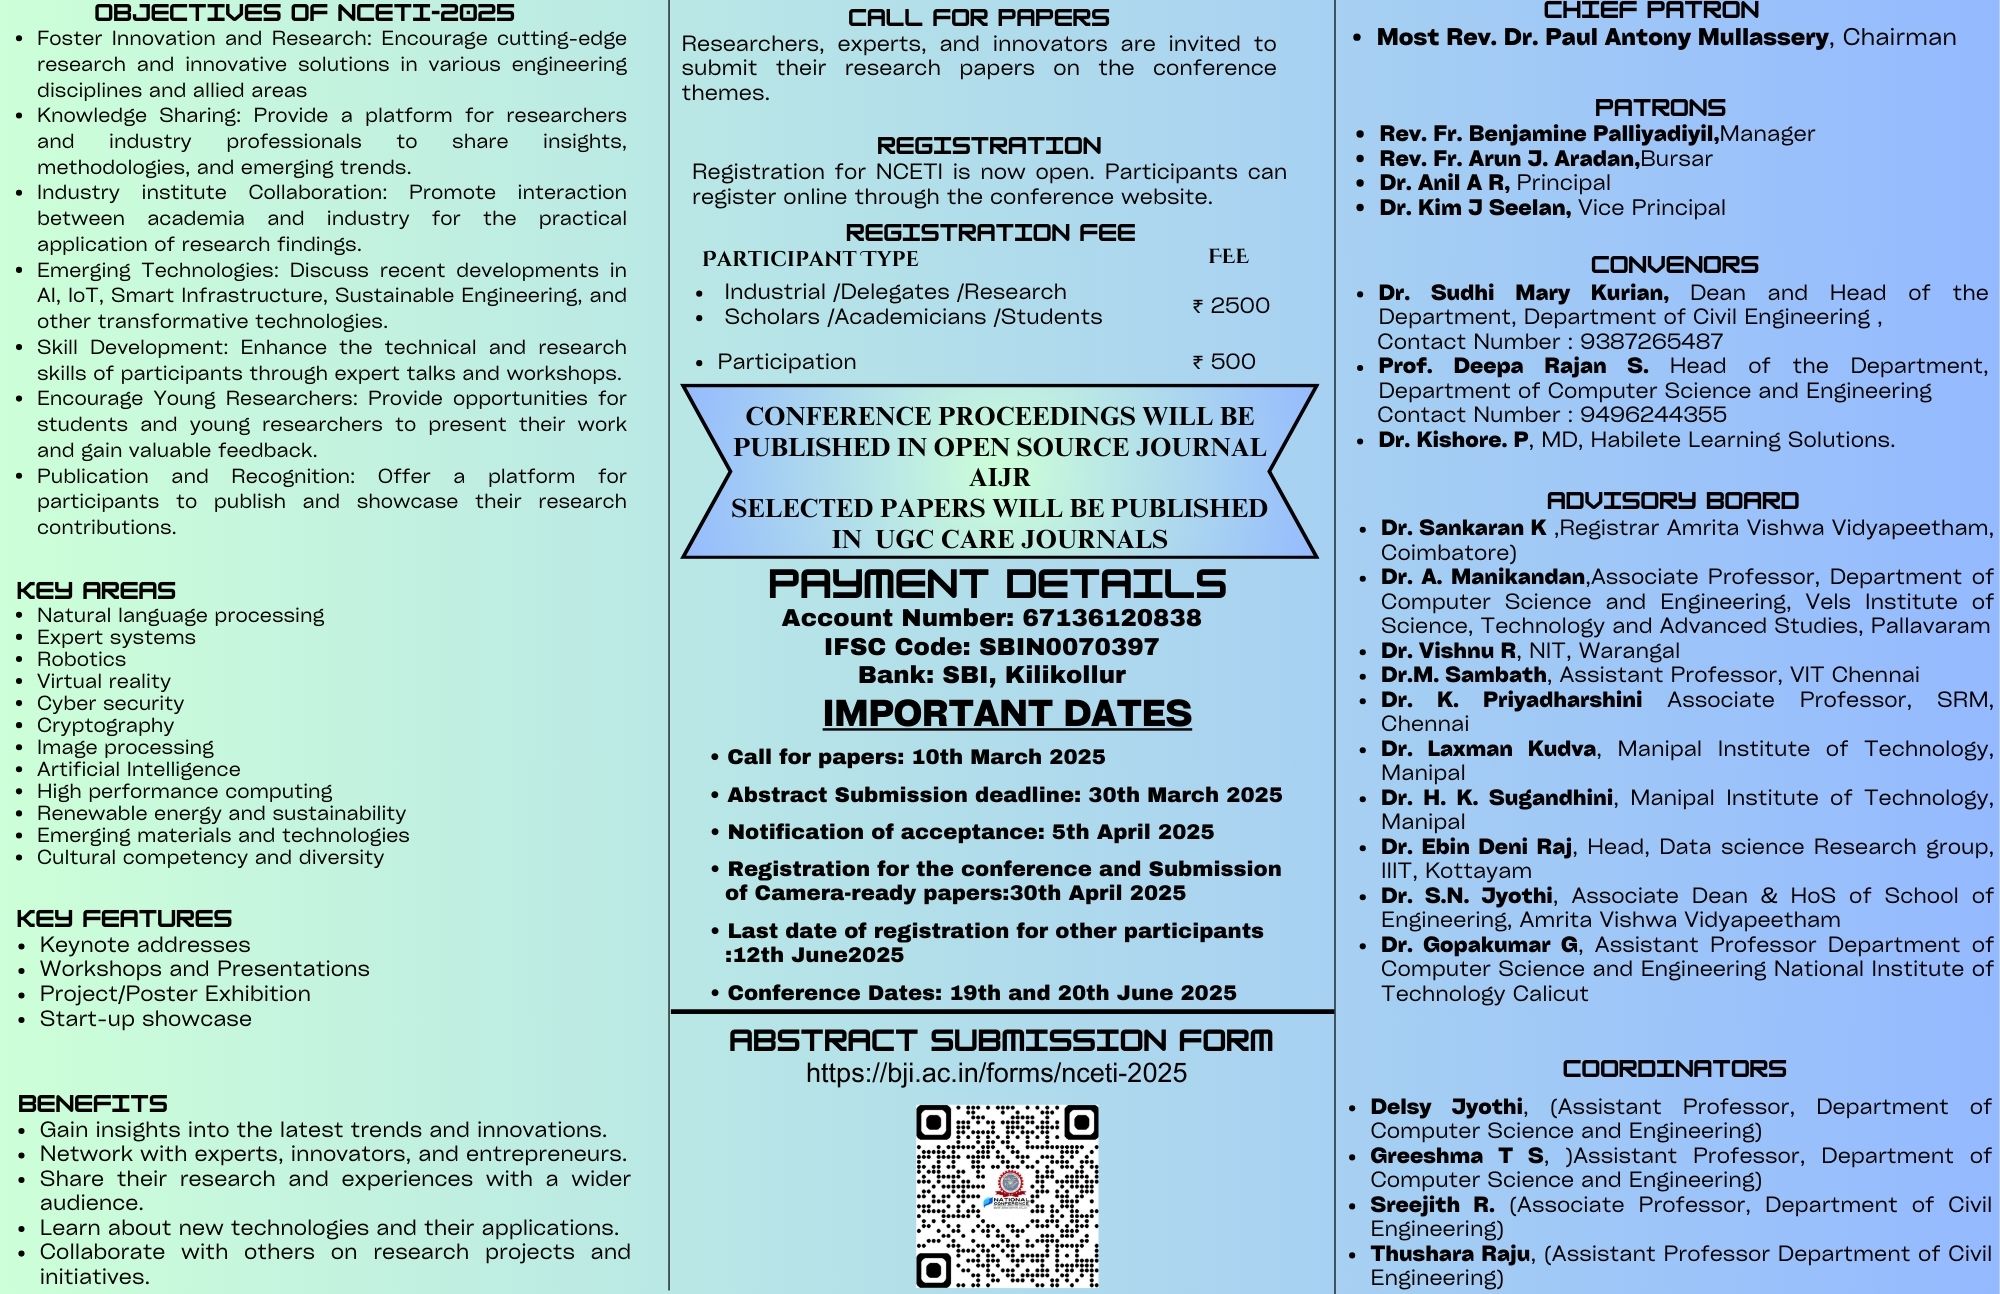 OBJECTIVES OF NCETI-2025
• Foster Innovation and Research: Encourage cutting-edge
research and innovative solutions in various engineering
disciplines and allied areas
• Knowledge Sharing: Provide a platform for researchers
and industry professionals to share insights,
methodologies, and emerging trends.
• Industry institute Collaboration: Promote interaction
between academia and industry for the practical
application of research findings.
• Emerging Technologies: Discuss recent developments in
AI, IoT, Smart Infrastructure, Sustainable Engineering, and
other transformative technologies.
• Skill Development: Enhance the technical and research
skills of participants through expert talks and workshops.
• Encourage Young Researchers: Provide opportunities for
students and young researchers to present their work
and gain valuable feedback.
• Publication and Recognition: Offer a platform for
participants to publish and showcase their research
contributions.
KEY AREAS
• Natural language processing
• Expert systems
• Robotics
• Virtual reality
• Cyber security
• Cryptography
• Image processing
• Artificial Intelligence
• High performance computing
• Renewable energy and sustainability
• Emerging materials and technologies
• Cultural competency and diversity
KEY FEATURES
• Keynote addresses
• Workshops and Presentations
• Project/Poster Exhibition
• Start-up showcase
BENEFITS
• Gain insights into the latest trends and innovations.
• Network with experts, innovators, and entrepreneurs.
• Share their research and experiences with a wider
audience.
• Learn about new technologies and their applications.
• Collaborate with others on research projects and
initiatives.
CALL FOR PAPERS
Researchers, experts, and innovators are invited to
submit their research papers on the conference
themes.
REGISTRATION
Registration for NCETI is now open. Participants can
register online through the conference website.
REGISTRATION FEE
PARTICIPANT TYPE FEE
• Industrial /Delegates /Research
• Scholars /Academicians /Students
₹ 2500
• Participation ₹ 500
CONFERENCE PROCEEDINGS WILL BE
PUBLISHED IN OPEN SOURCE JOURNAL
AIJR
SELECTED PAPERS WILL BE PUBLISHED
IN UGC CARE JOURNALS
PAYMENT DETAILS
Account Number: 67136120838
IFSC Code: SBIN0070397
Bank: SBI, Kilikollur
IMPORTANT DATES
• Call for papers: 10th March 2025
• Abstract Submission deadline: 30th March 2025
• Notification of acceptance: 5th April 2025
• Registration for the conference and Submission
of Camera-ready papers:30th April 2025
• Last date of registration for other participants
:12th June2025
• Conference Dates: 19th and 20th June 2025
ABSTRACT SUBMISSION FORM
https://bji.ac.in/forms/nceti-2025
NATIONAL
CONFERENCE
CHIEF PATRON
• Most Rev. Dr. Paul Antony Mullassery, Chairman
PATRONS
• Rev. Fr. Benjamine Palliyadiyil,Manager
• Rev. Fr. Arun J. Aradan,Bursar
• Dr. Anil A R, Principal
• Dr. Kim J Seelan, Vice Principal
CONVENORS
• Dr. Sudhi Mary Kurian, Dean and Head of the
Department, Department of Civil Engineering ,
Contact Number : 9387265487
• Prof. Deepa Rajan S. Head of the Department,
Department of Computer Science and Engineering
Contact Number : 9496244355
• Dr. Kishore. P, MD, Habilete Learning Solutions.
ADVISORY BOARD
• Dr. Sankaran K ,Registrar Amrita Vishwa Vidyapeetham,
Coimbatore)
• Dr. A. Manikandan,Associate Professor, Department of
Computer Science and Engineering, Vels Institute of
Science, Technology and Advanced Studies, Pallavaram
• Dr. Vishnu R, NIT, Warangal
• Dr.M. Sambath, Assistant Professor, VIT Chennai
• Dr. K. Priyadharshini Associate Professor, SRM,
Chennai
• Dr. Laxman Kudva, Manipal Institute of Technology,
Manipal
• Dr. H. K. Sugandhini, Manipal Institute of Technology,
Manipal
• Dr. Ebin Deni Raj, Head, Data science Research group,
IIIT, Kottayam
• Dr. S.N. Jyothi, Associate Dean & HoS of School of
Engineering, Amrita Vishwa Vidyapeetham
• Dr. Gopakumar G, Assistant Professor Department of
Computer Science and Engineering National Institute of
Technology Calicut
COORDINATORS
• Delsy Jyothi, (Assistant Professor, Department of
Computer Science and Engineering)
• Greeshma T S, )Assistant Professor, Department of
Computer Science and Engineering)
• Sreejith R. (Associate Professor, Department of Civil
Engineering)
• Thushara Raju, (Assistant Professor Department of Civil
Engineering)